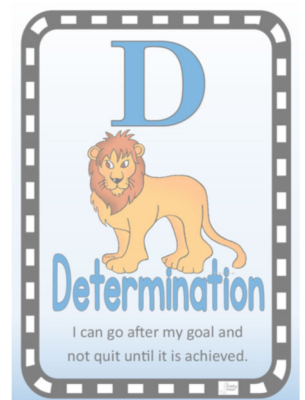 D
Determination
I can go after my goal and
not quit until it is achieved.